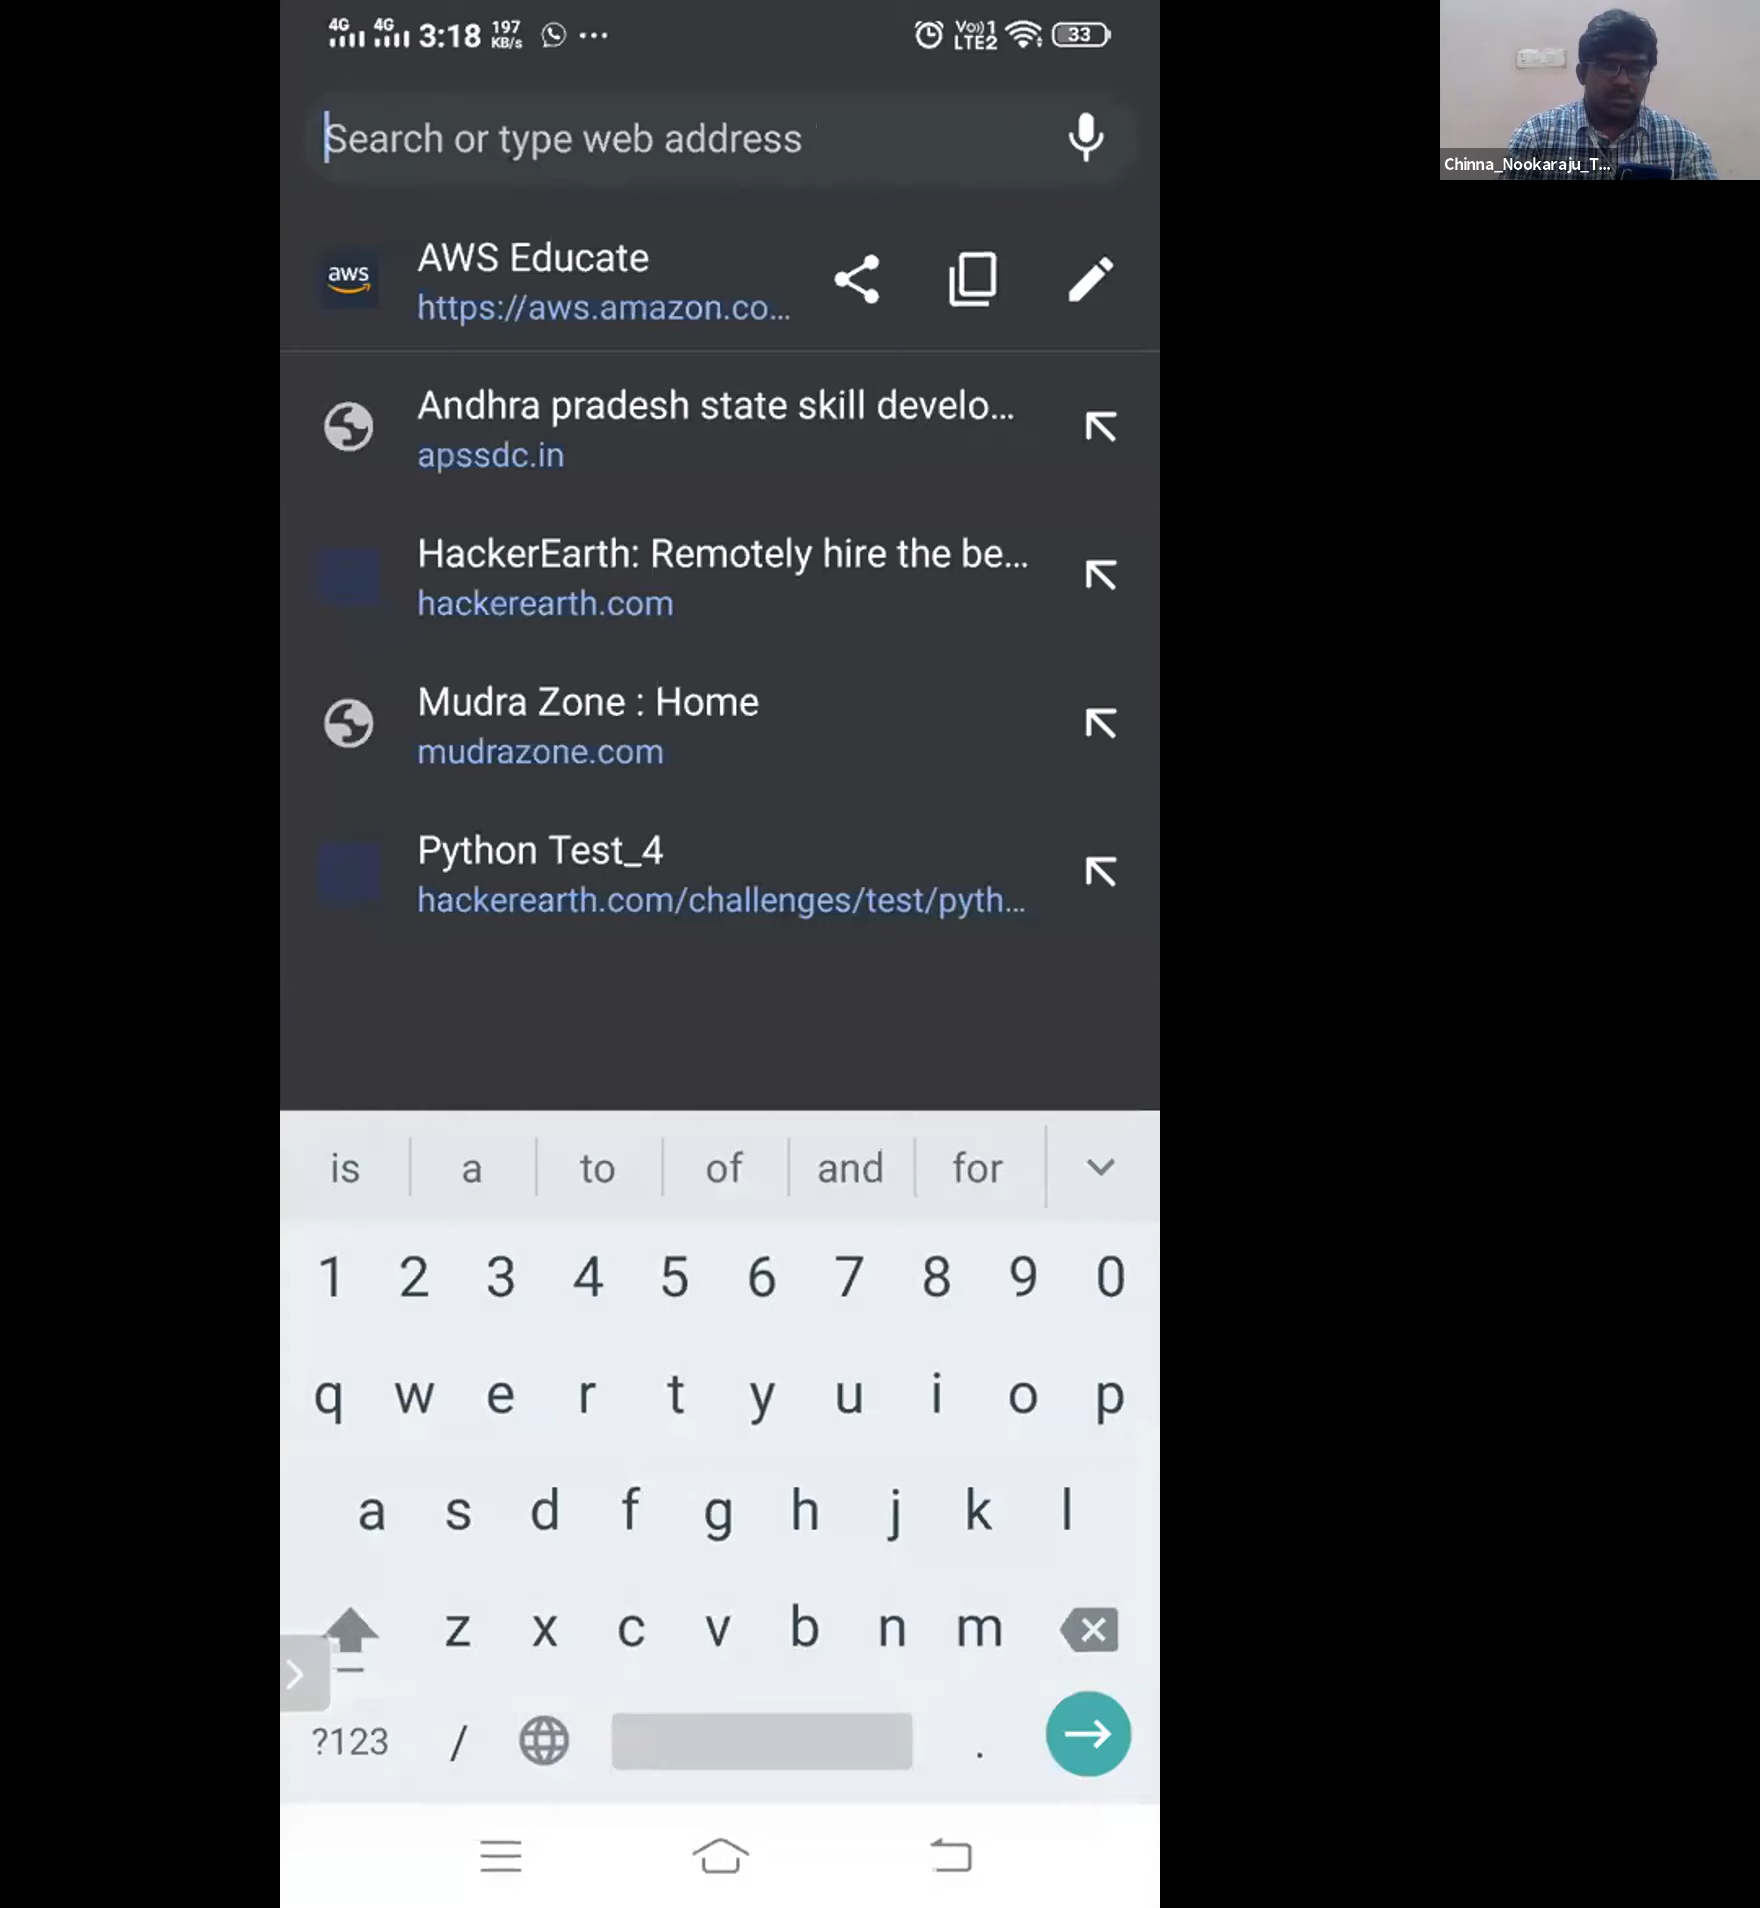 4G 4G 3:18 197 KB/s ... Vo)) 1 LTE2 33
Search or type web address
aws
AWS Educate
https://aws.amazon.co...
Andhra pradesh state skill develo...
apssdc.in
HackerEarth: Remotely hire the be...
hackerearth.com
Mudra Zone : Home
mudrazone.com
Python Test_4
hackerearth.com/challenges/test/pyth...
is a to of and for
1 2 3 4 5 6 7 8 9 0
q w e r t y u i o p
a s d f g h j k l
z x c v b n m
?123 / .
Chinna_Nookaraju_T...